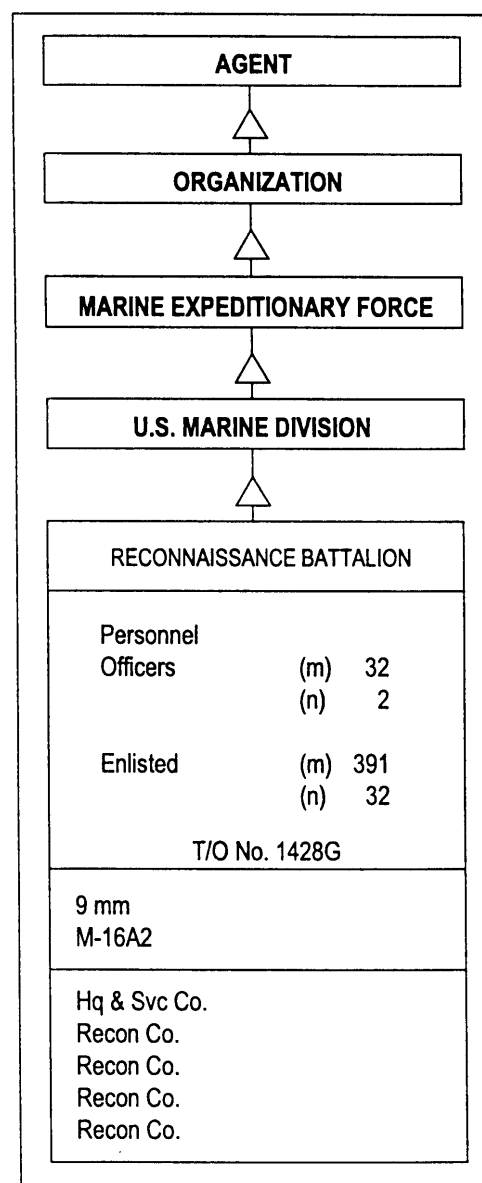 AGENT
ORGANIZATION
MARINE EXPEDITIONARY FORCE
U.S. MARINE DIVISION
RECONNAISSANCE BATTALION
Personnel
Officers (m) 32
(n) 2
Enlisted (m) 391
(n) 32
T/O No. 1428G
9 mm
M-16A2
Hq & Svc Co.
Recon Co.
Recon Co.
Recon Co.
Recon Co.